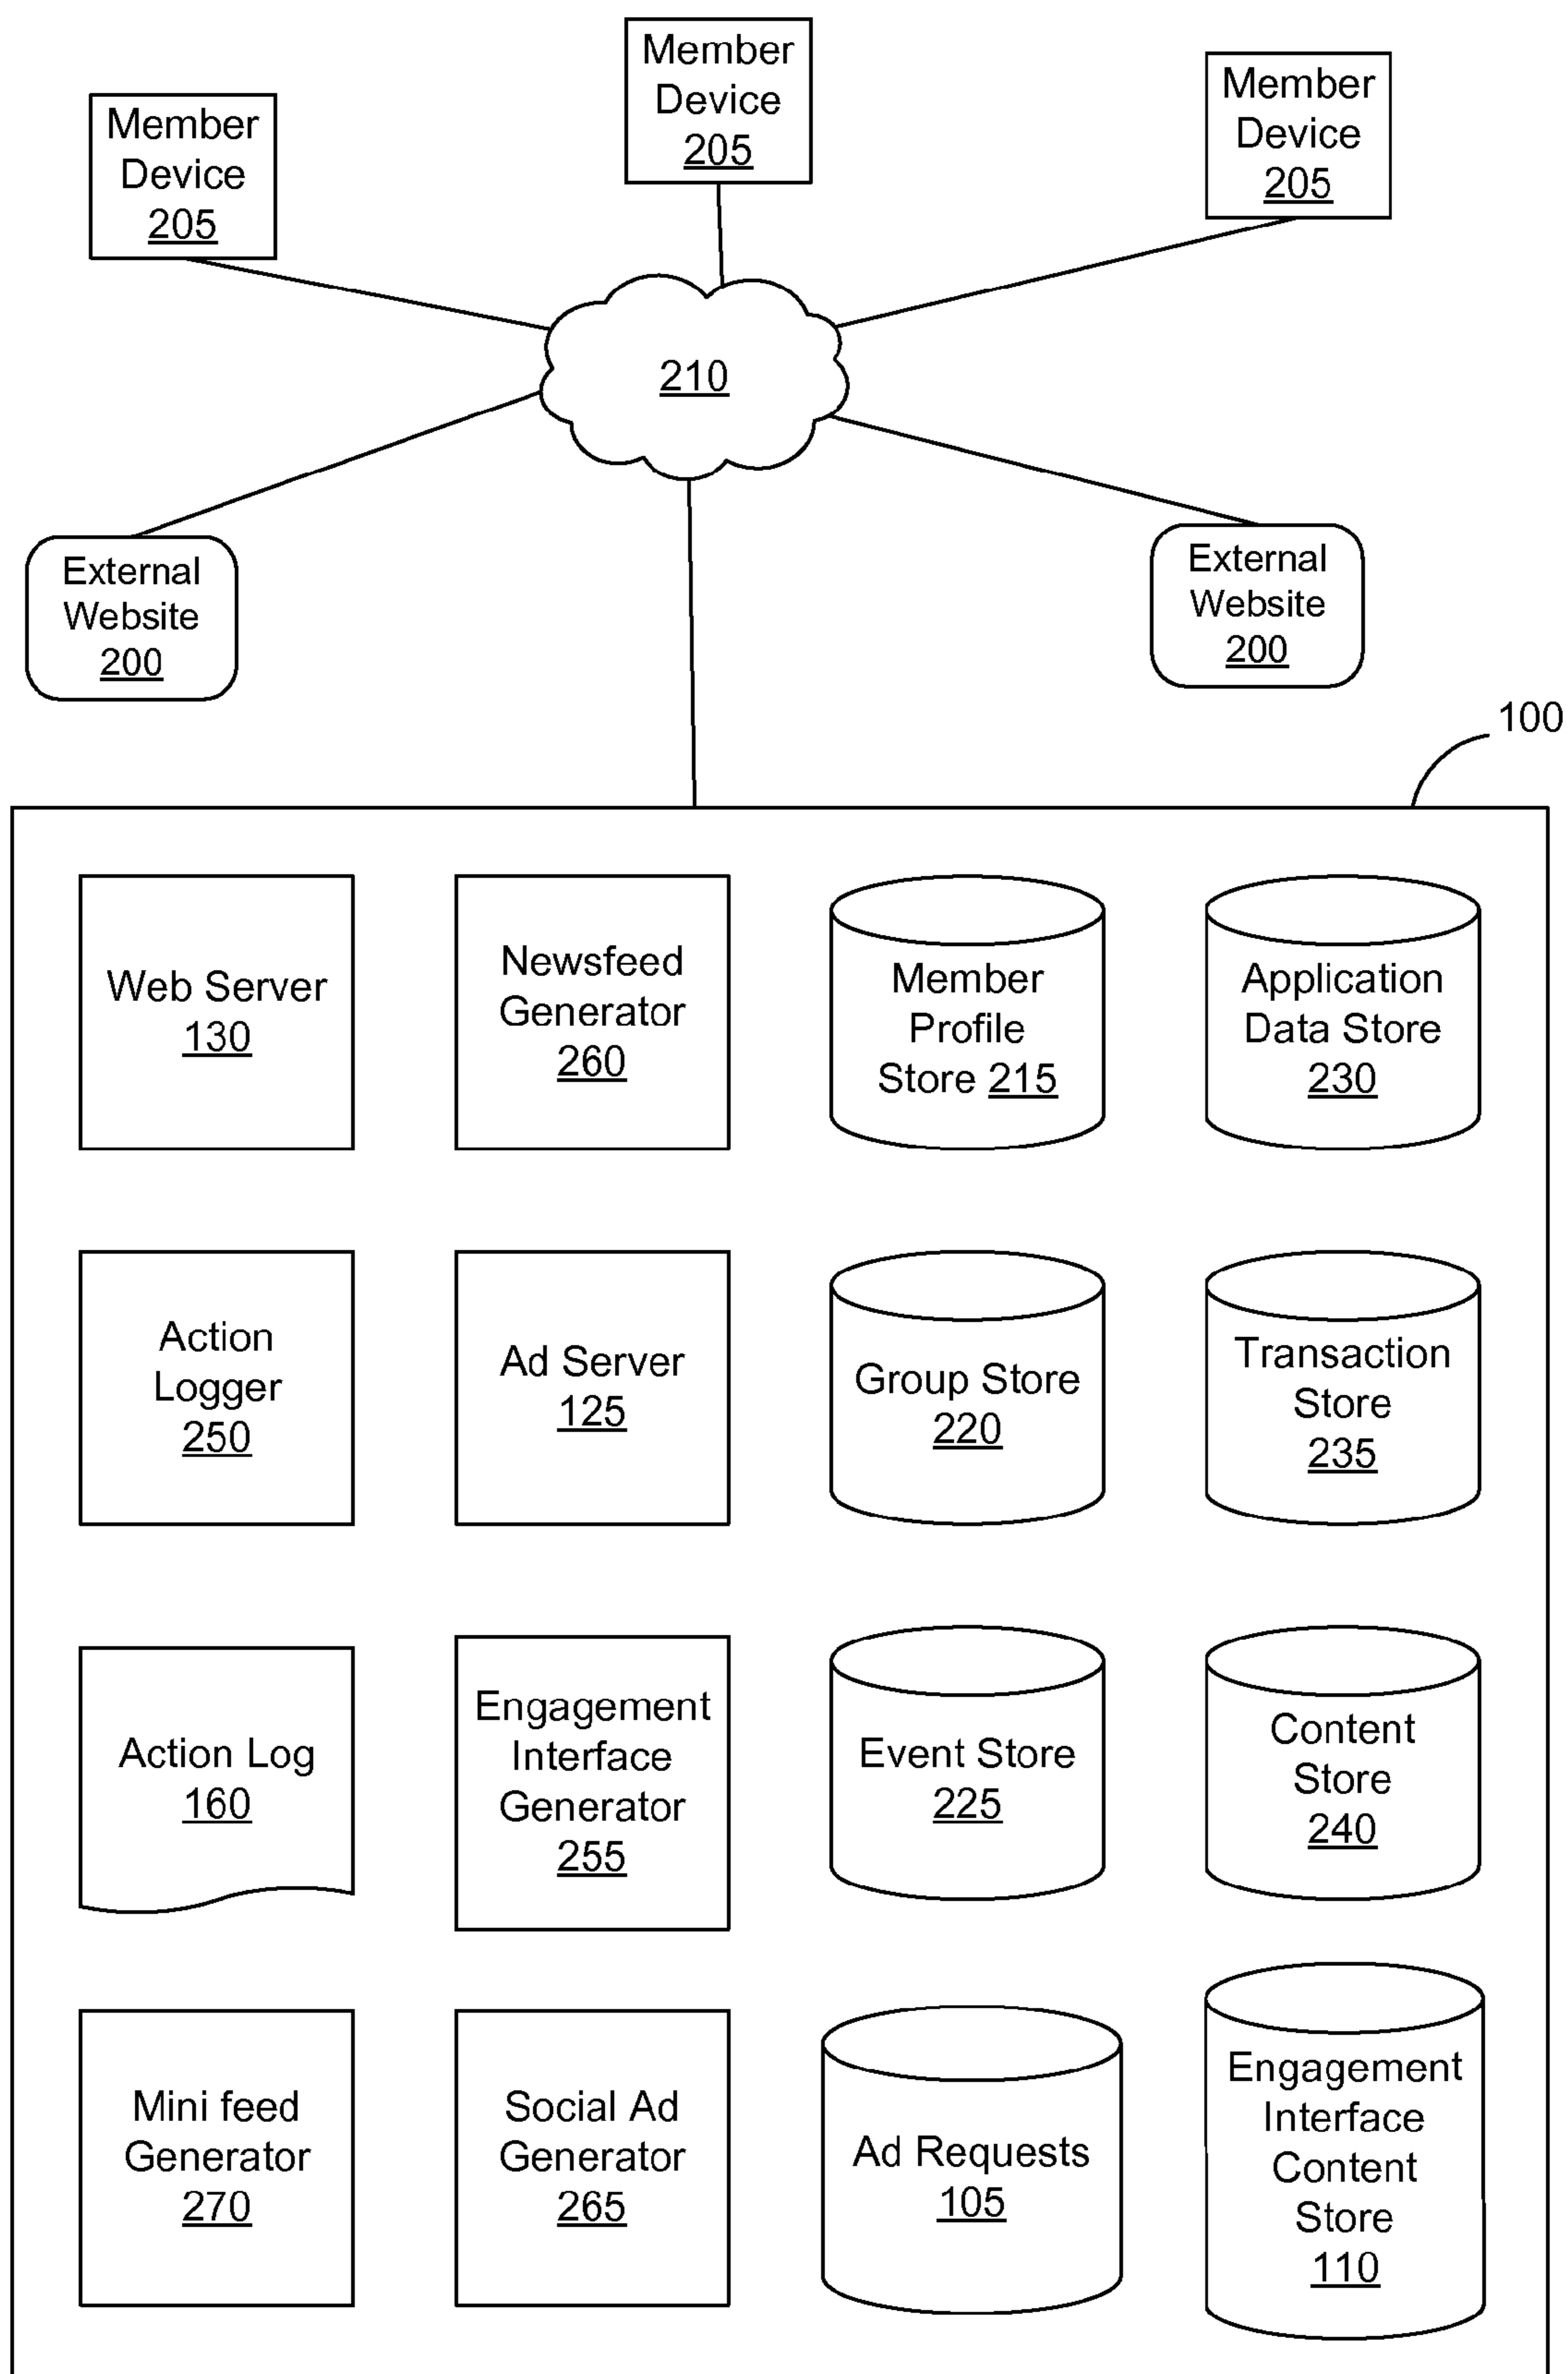 Member
Device
205
Member
Device
205
Member
Device
205
210
External
Website
200
External
Website
200
100
Web Server
130
Newsfeed
Generator
260
Member
Profile
Store 215
Application
Data Store
230
Action
Logger
250
Ad Server
125
Group Store
220
Transaction
Store
235
Action Log
160
Engagement
Interface
Generator
255
Event Store
225
Content
Store
240
Mini feed
Generator
270
Social Ad
Generator
265
Ad Requests
105
Engagement
Interface
Content
Store
110